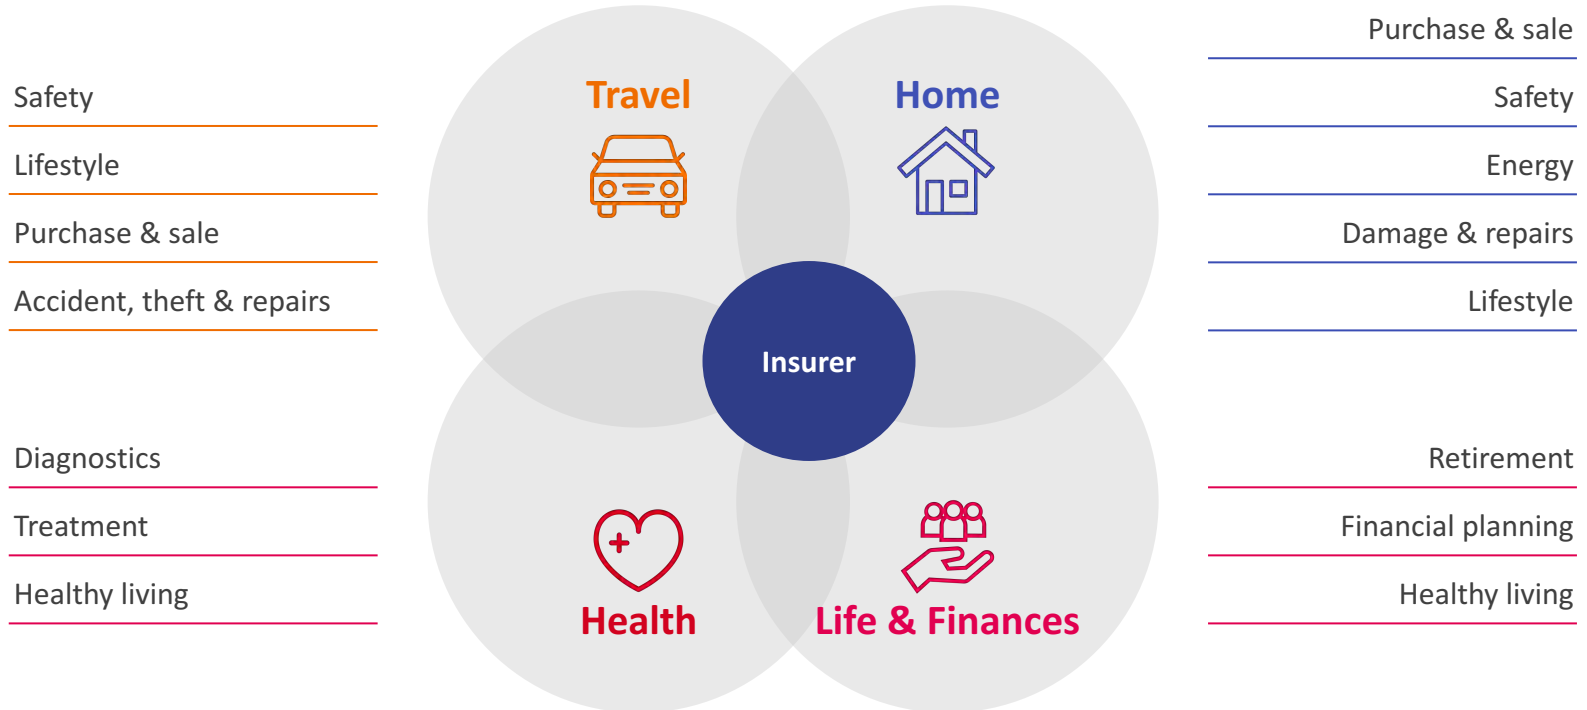 Safety
Lifestyle
Purchase & sale
Accident, theft & repairs
Diagnostics
Treatment
Healthy living
Travel
Home
Insurer
Health
Life & Finances
Purchase & sale
Safety
Energy
Damage & repairs
Lifestyle
Retirement
Financial planning
Healthy living